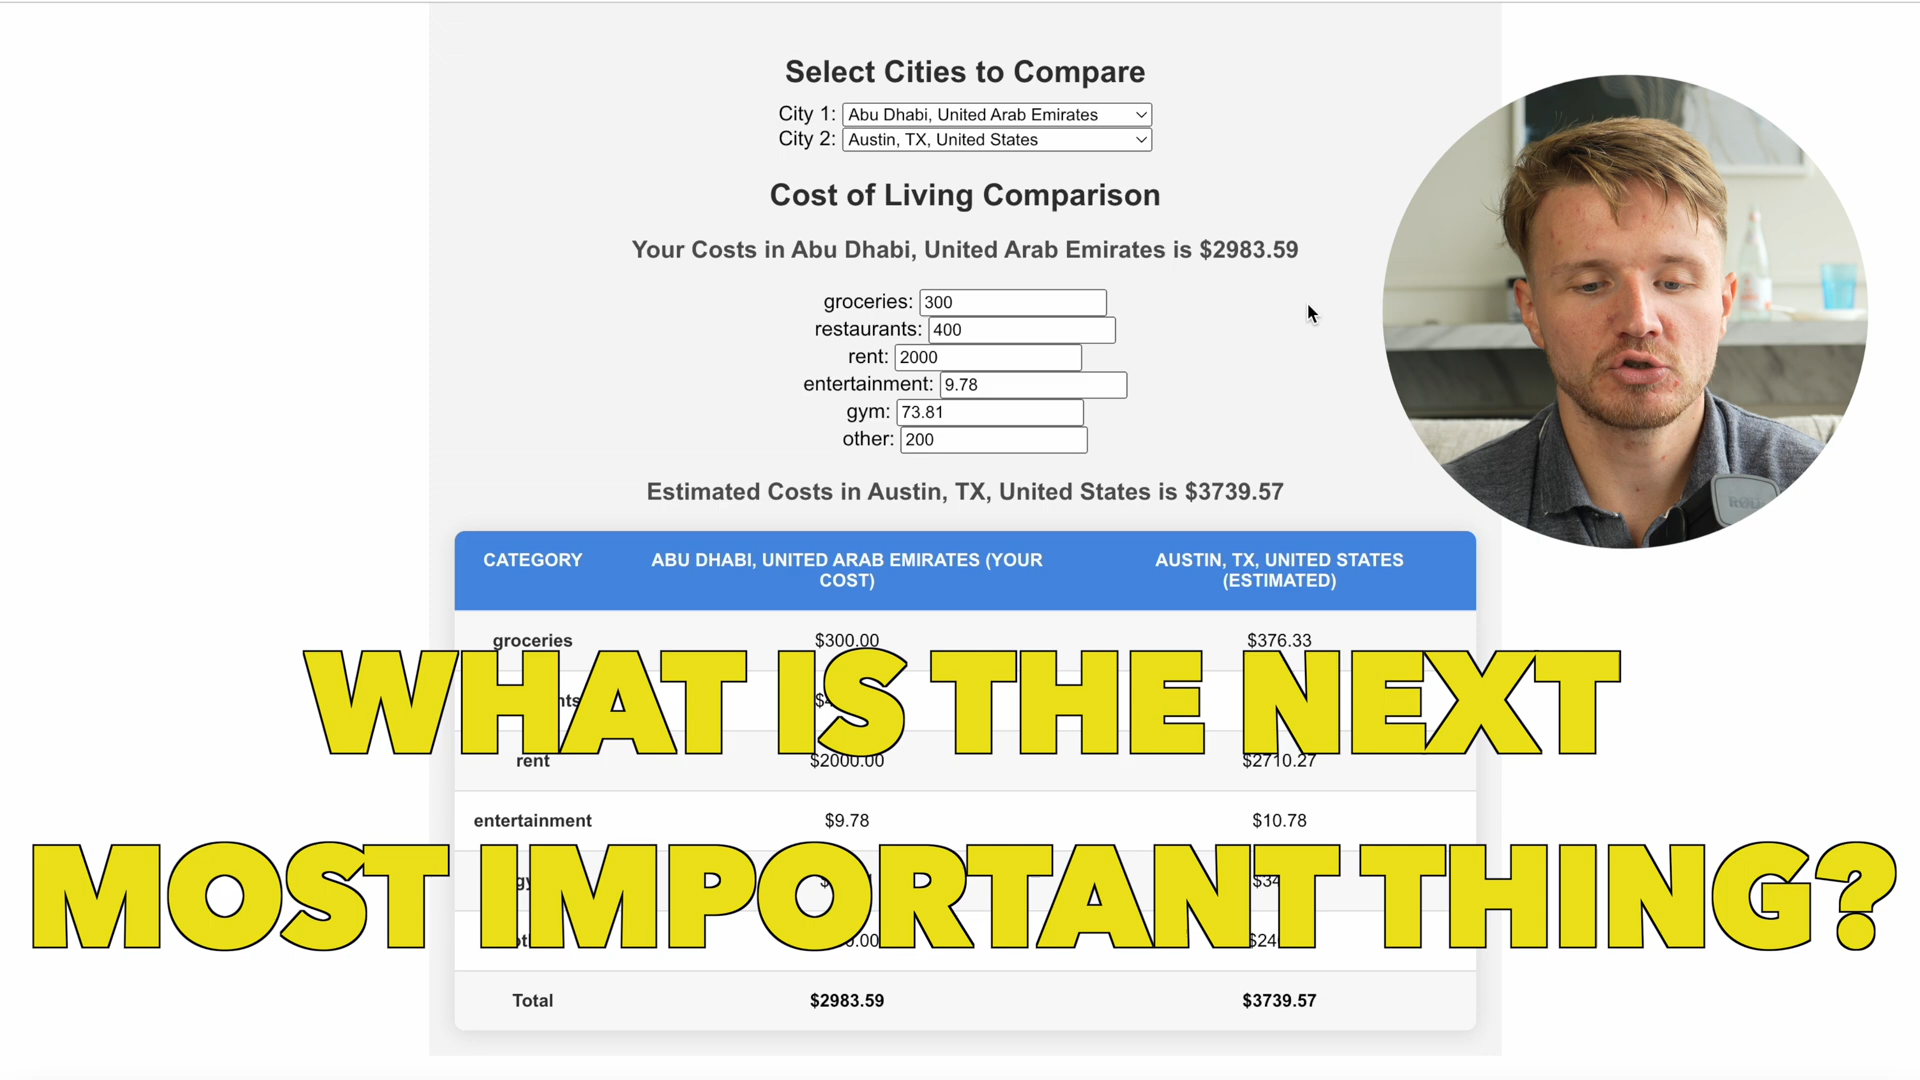 Select Cities to Compare
City 1: Abu Dhabi, United Arab Emirates
City 2: Austin, TX, United States
Cost of Living Comparison
Your Costs in Abu Dhabi, United Arab Emirates is $2983.59
groceries: 300
restaurants: 400
rent: 2000
entertainment: 9.78
gym: 73.81
other: 200
Estimated Costs in Austin, TX, United States is $3739.57
CATEGORY ABU DHABI, UNITED ARAB EMIRATES (YOUR COST) AUSTIN, TX, UNITED STATES (ESTIMATED)
groceries $300.00 $376.33
WHAT IS THE NEXT
rent $2000.00 $2710.27
entertainment $9.78 $10.78
MOST IMPORTANT THING?
Total $2983.59 $3739.57